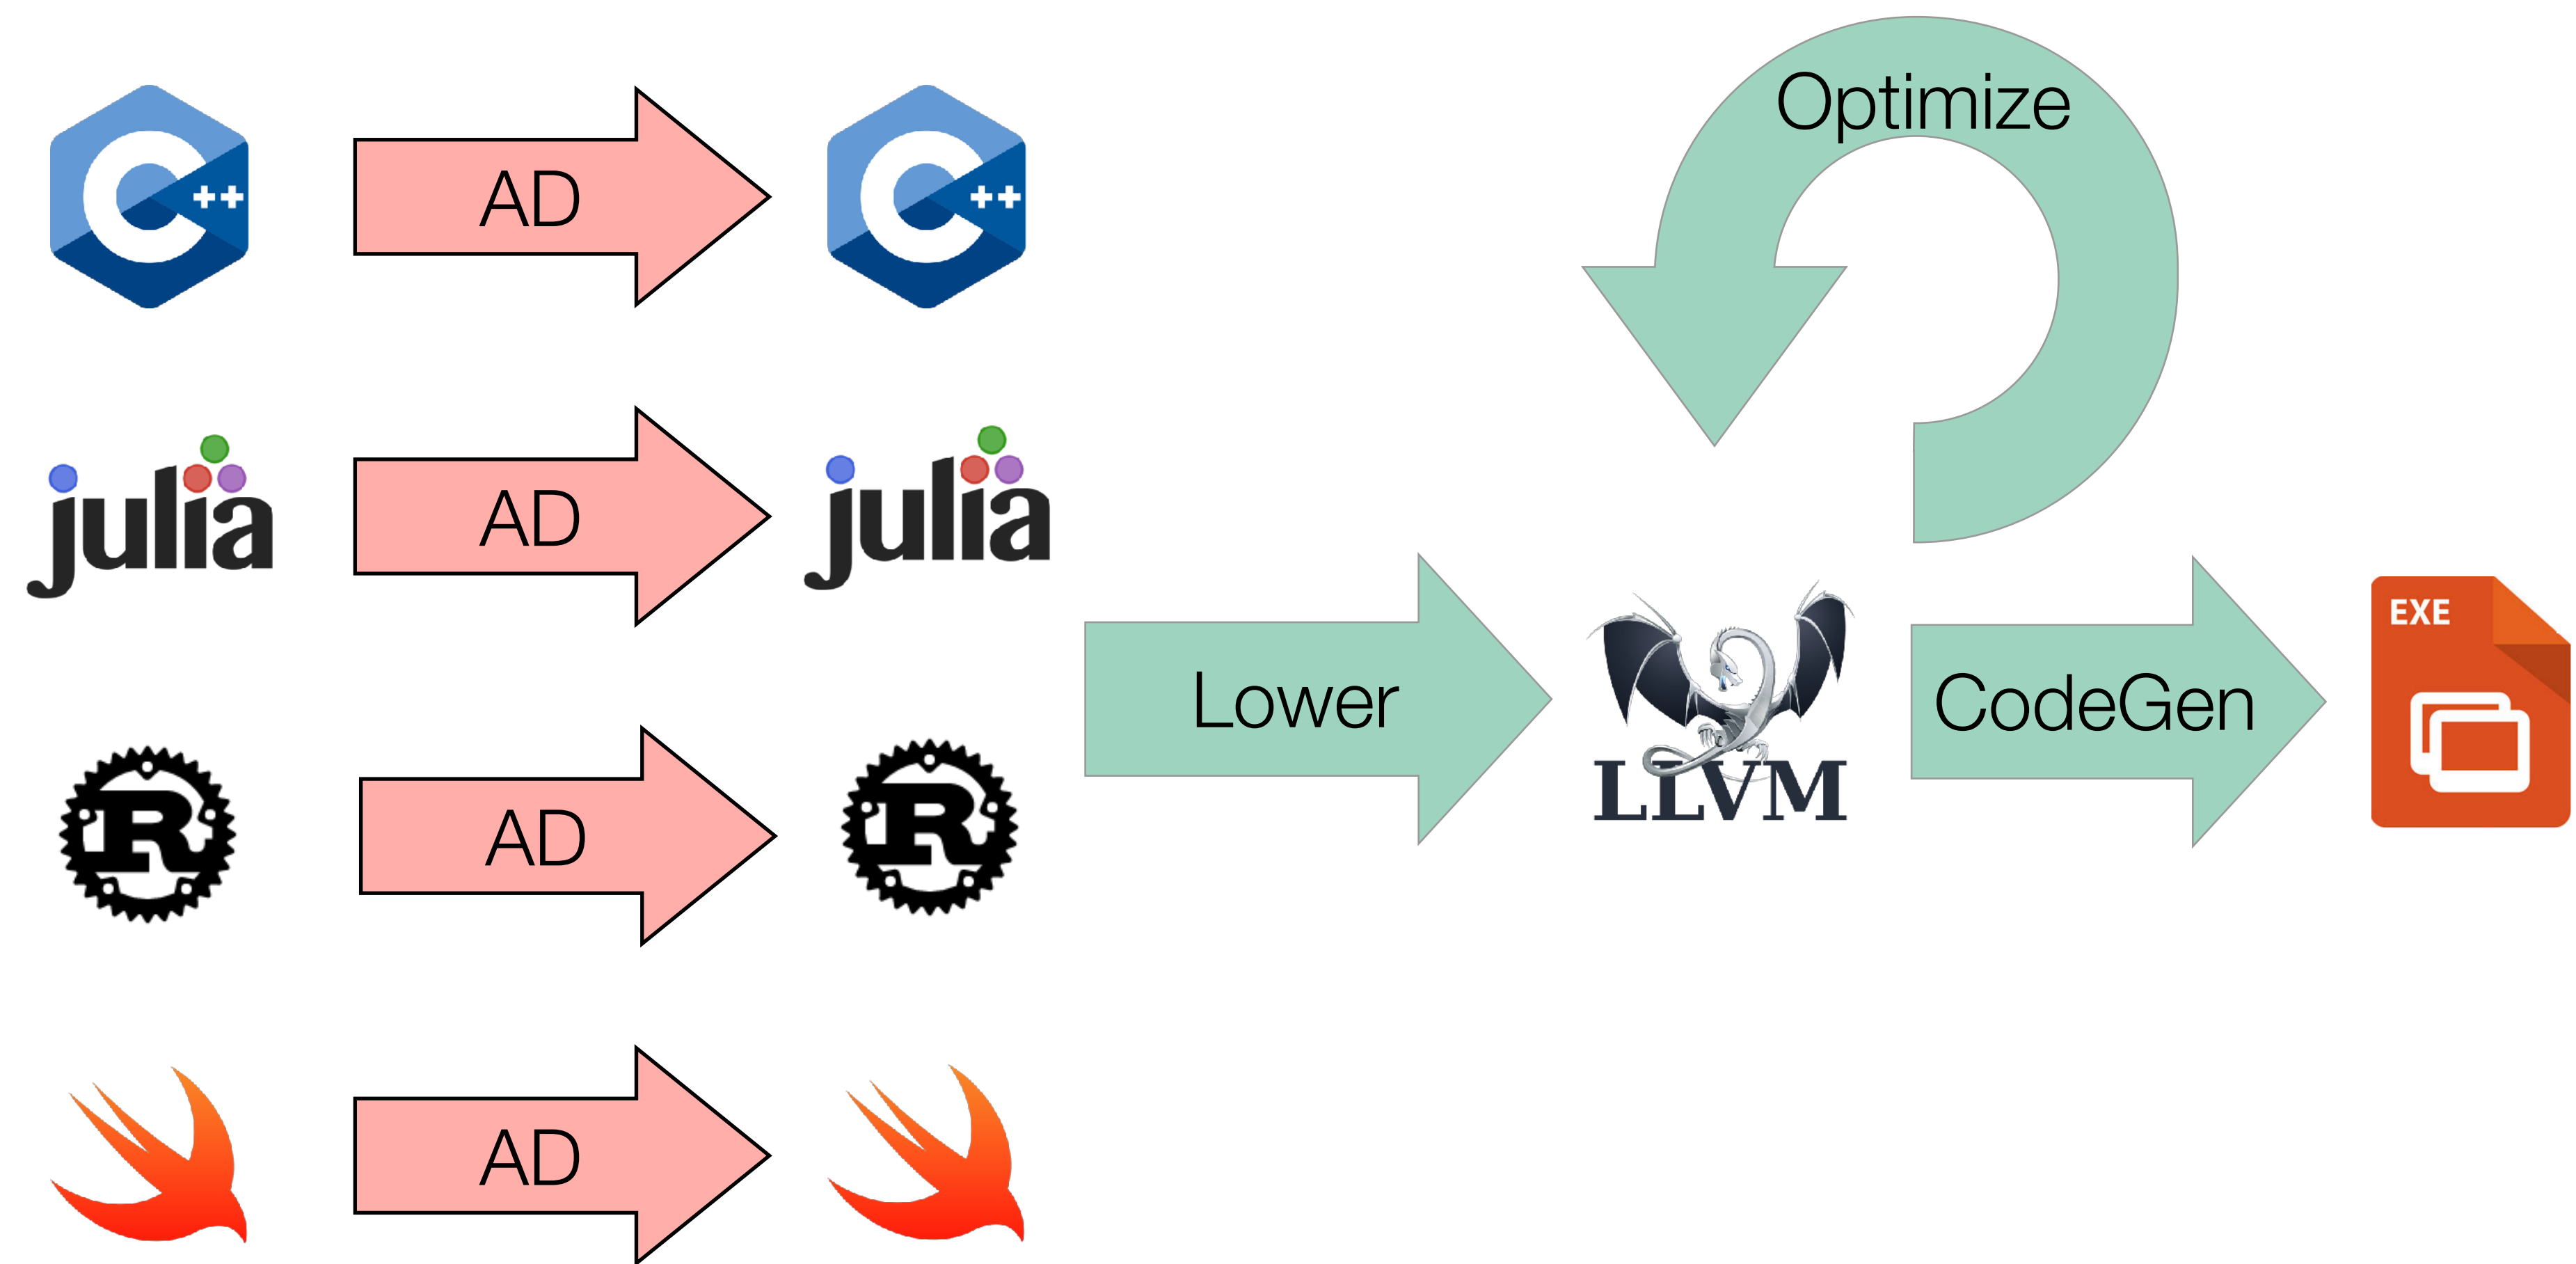 Optimize
++
AD
++
julia
AD
julia
EXE
Lower
CodeGen
LLVM
R
AD
R
AD